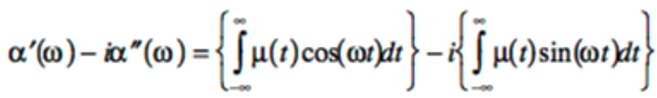 α′(ω) − iα″(ω) = {∫_{−∞}^{∞} μ(t)cos(ωt)dt} − i{∫_{−∞}^{∞} μ(t)sin(ωt)dt}